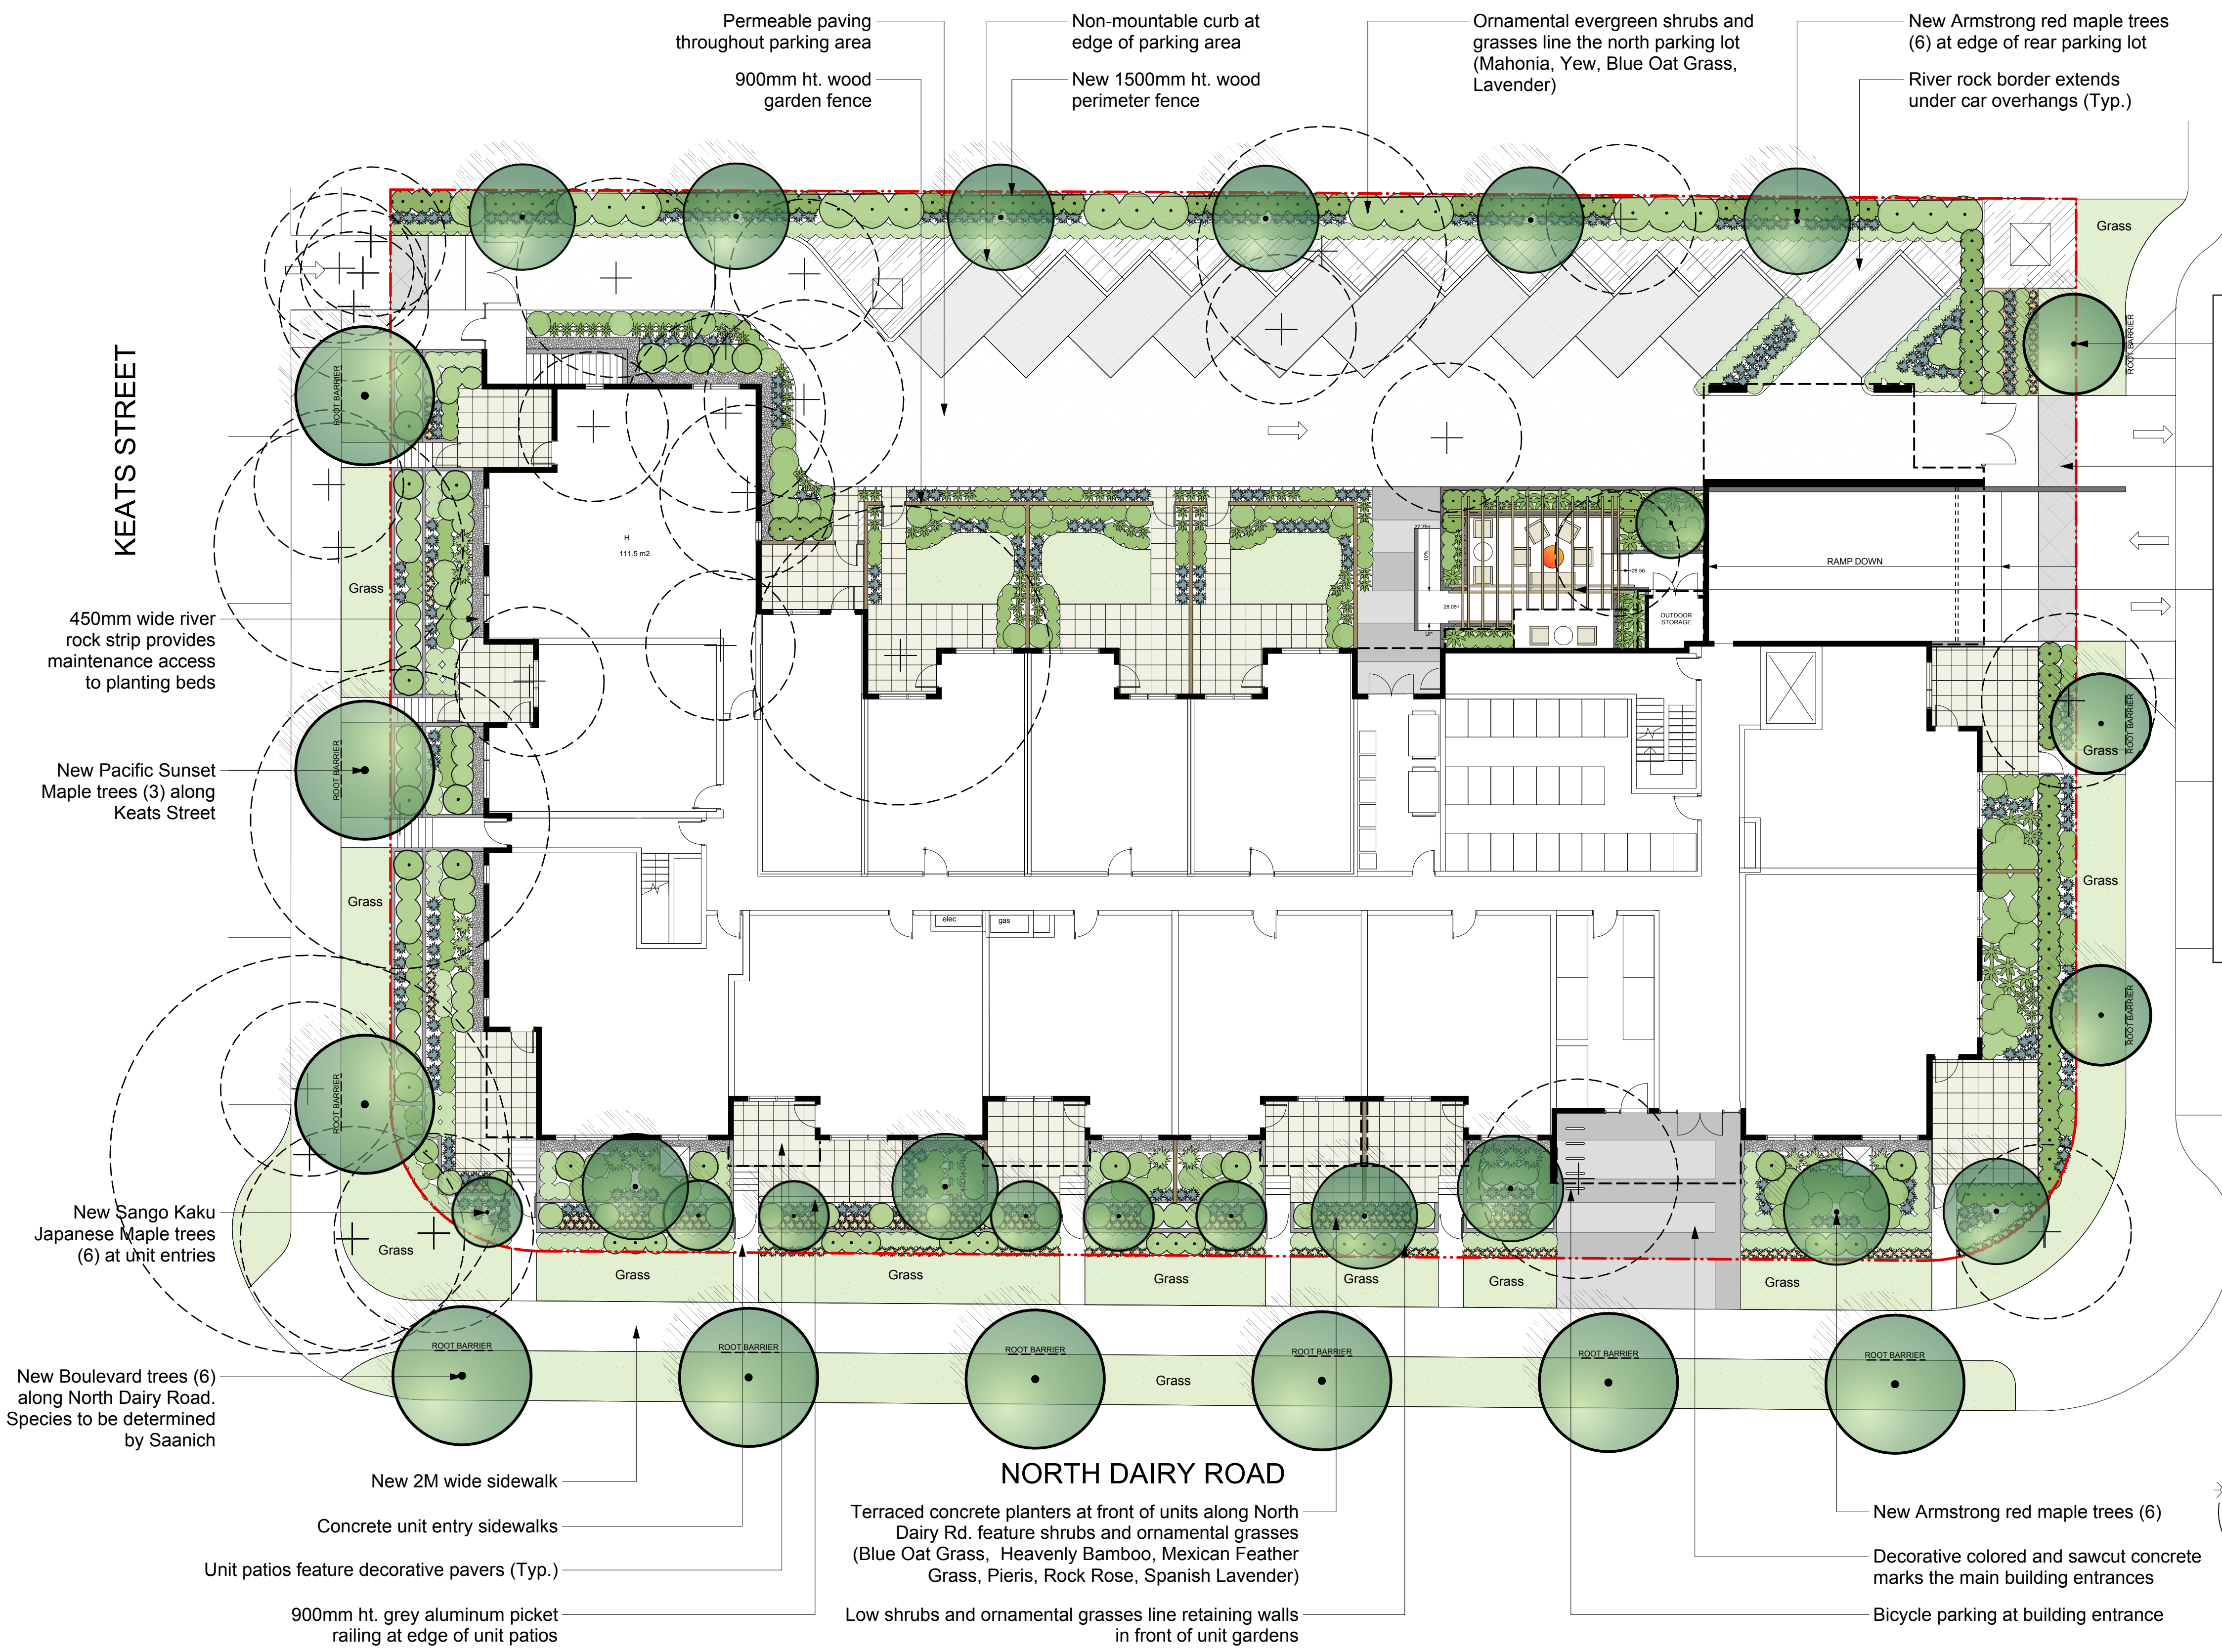 Permeable paving
throughout parking area
900mm ht. wood
garden fence
Non-mountable curb at
edge of parking area
New 1500mm ht. wood
perimeter fence
Ornamental evergreen shrubs and
grasses line the north parking lot
(Mahonia, Yew, Blue Oat Grass,
Lavender)
New Armstrong red maple trees
(6) at edge of rear parking lot
River rock border extends
under car overhangs (Typ.)
Grass
ROOT BARRIER
ROOT BARRIER
KEATS STREET
H
111.5 m2
27.75+
10%
28.05+
UP
+28.56
OUTDOOR
STORAGE
RAMP DOWN
Grass
450mm wide river
rock strip provides
maintenance access
to planting beds
ROOT BARRIER
Grass
ROOT BARRIER
New Pacific Sunset
Maple trees (3) along
Keats Street
Grass
Grass
elec
gas
ROOT BARRIER
ROOT BARRIER
New Sango Kaku
Japanese Maple trees
(6) at unit entries
Grass
Grass
Grass
Grass
Grass
Grass
Grass
ROOT BARRIER
ROOT BARRIER
ROOT BARRIER
ROOT BARRIER
ROOT BARRIER
ROOT BARRIER
Grass
New Boulevard trees (6)
along North Dairy Road.
Species to be determined
by Saanich
NORTH DAIRY ROAD
New 2M wide sidewalk
Concrete unit entry sidewalks
Unit patios feature decorative pavers (Typ.)
900mm ht. grey aluminum picket
railing at edge of unit patios
Terraced concrete planters at front of units along North
Dairy Rd. feature shrubs and ornamental grasses
(Blue Oat Grass, Heavenly Bamboo, Mexican Feather
Grass, Pieris, Rock Rose, Spanish Lavender)
Low shrubs and ornamental grasses line retaining walls
in front of unit gardens
New Armstrong red maple trees (6)
Decorative colored and sawcut concrete
marks the main building entrances
Bicycle parking at building entrance